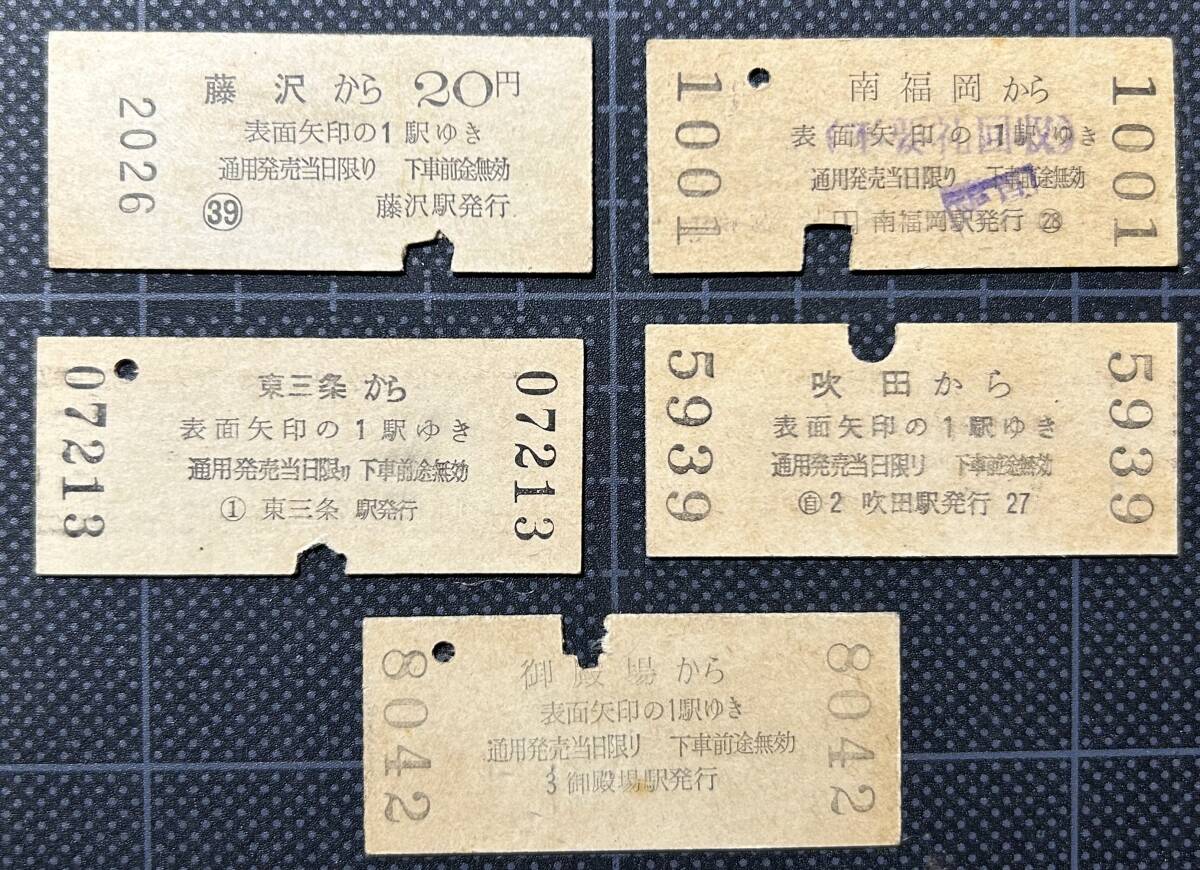 藤沢から 20円
表面矢印の1駅ゆき
通用発売当日限り 下車前途無効
㊴ 藤沢駅発行
2026
1001
南福岡から
表面矢印の1駅ゆき
通用発売当日限り 下車前途無効
円 南福岡駅発行 ㉘
1001
07213
東三条から
表面矢印の1駅ゆき
通用発売当日限り 下車前途無効
① 東三条 駅発行
07213
5939
吹田から
表面矢印の1駅ゆき
通用発売当日限り 下車前途無効
自2 吹田駅発行 27
5939
8042
御殿場から
表面矢印の1駅ゆき
通用発売当日限り 下車前途無効
3 御殿場駅発行
8042